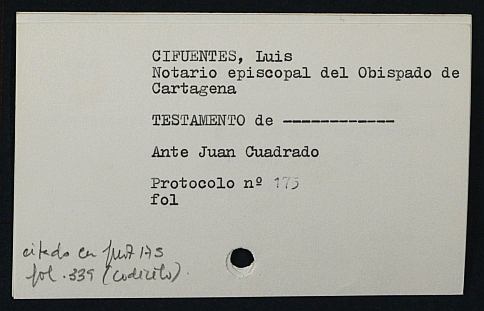 CIFUENTES, Luis
Notario episcopal del Obispado de
Cartagena
TESTAMENTO de ------------
Ante Juan Cuadrado
Protocolo nº 175
fol
citado en prot 175
fol. 339 (codicilo).